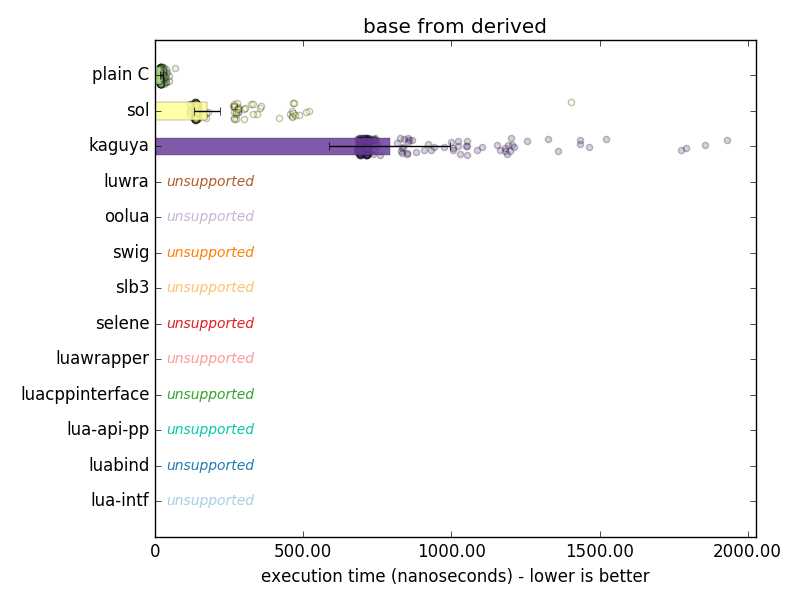 base from derived
plain C
sol
kaguya
luwra unsupported
oolua unsupported
swig unsupported
slb3 unsupported
selene unsupported
luawrapper unsupported
luacppinterface unsupported
lua-api-pp unsupported
luabind unsupported
lua-intf unsupported
0 500.00 1000.00 1500.00 2000.00
execution time (nanoseconds) - lower is better